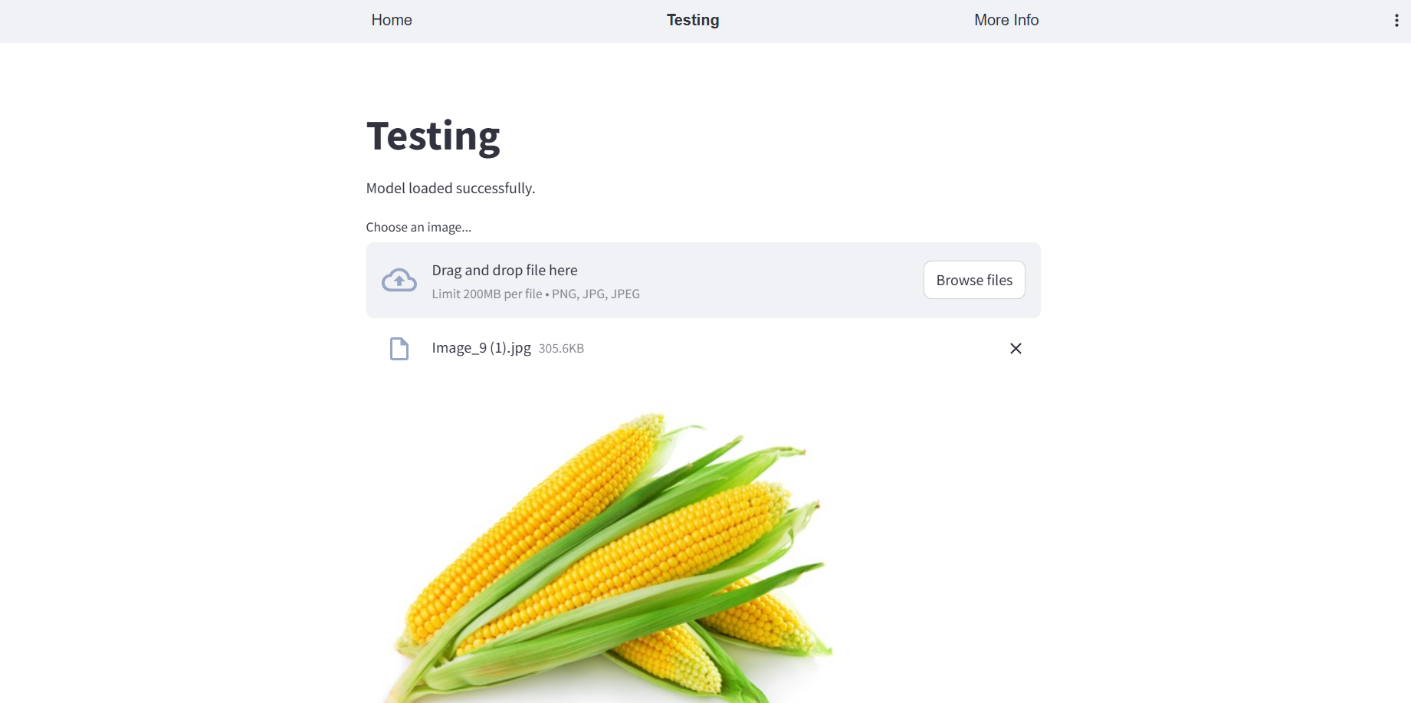 Home Testing More Info
Testing
Model loaded successfully.
Choose an image...
Drag and drop file here
Limit 200MB per file • PNG, JPG, JPEG
Browse files
Image_9 (1).jpg 305.6KB